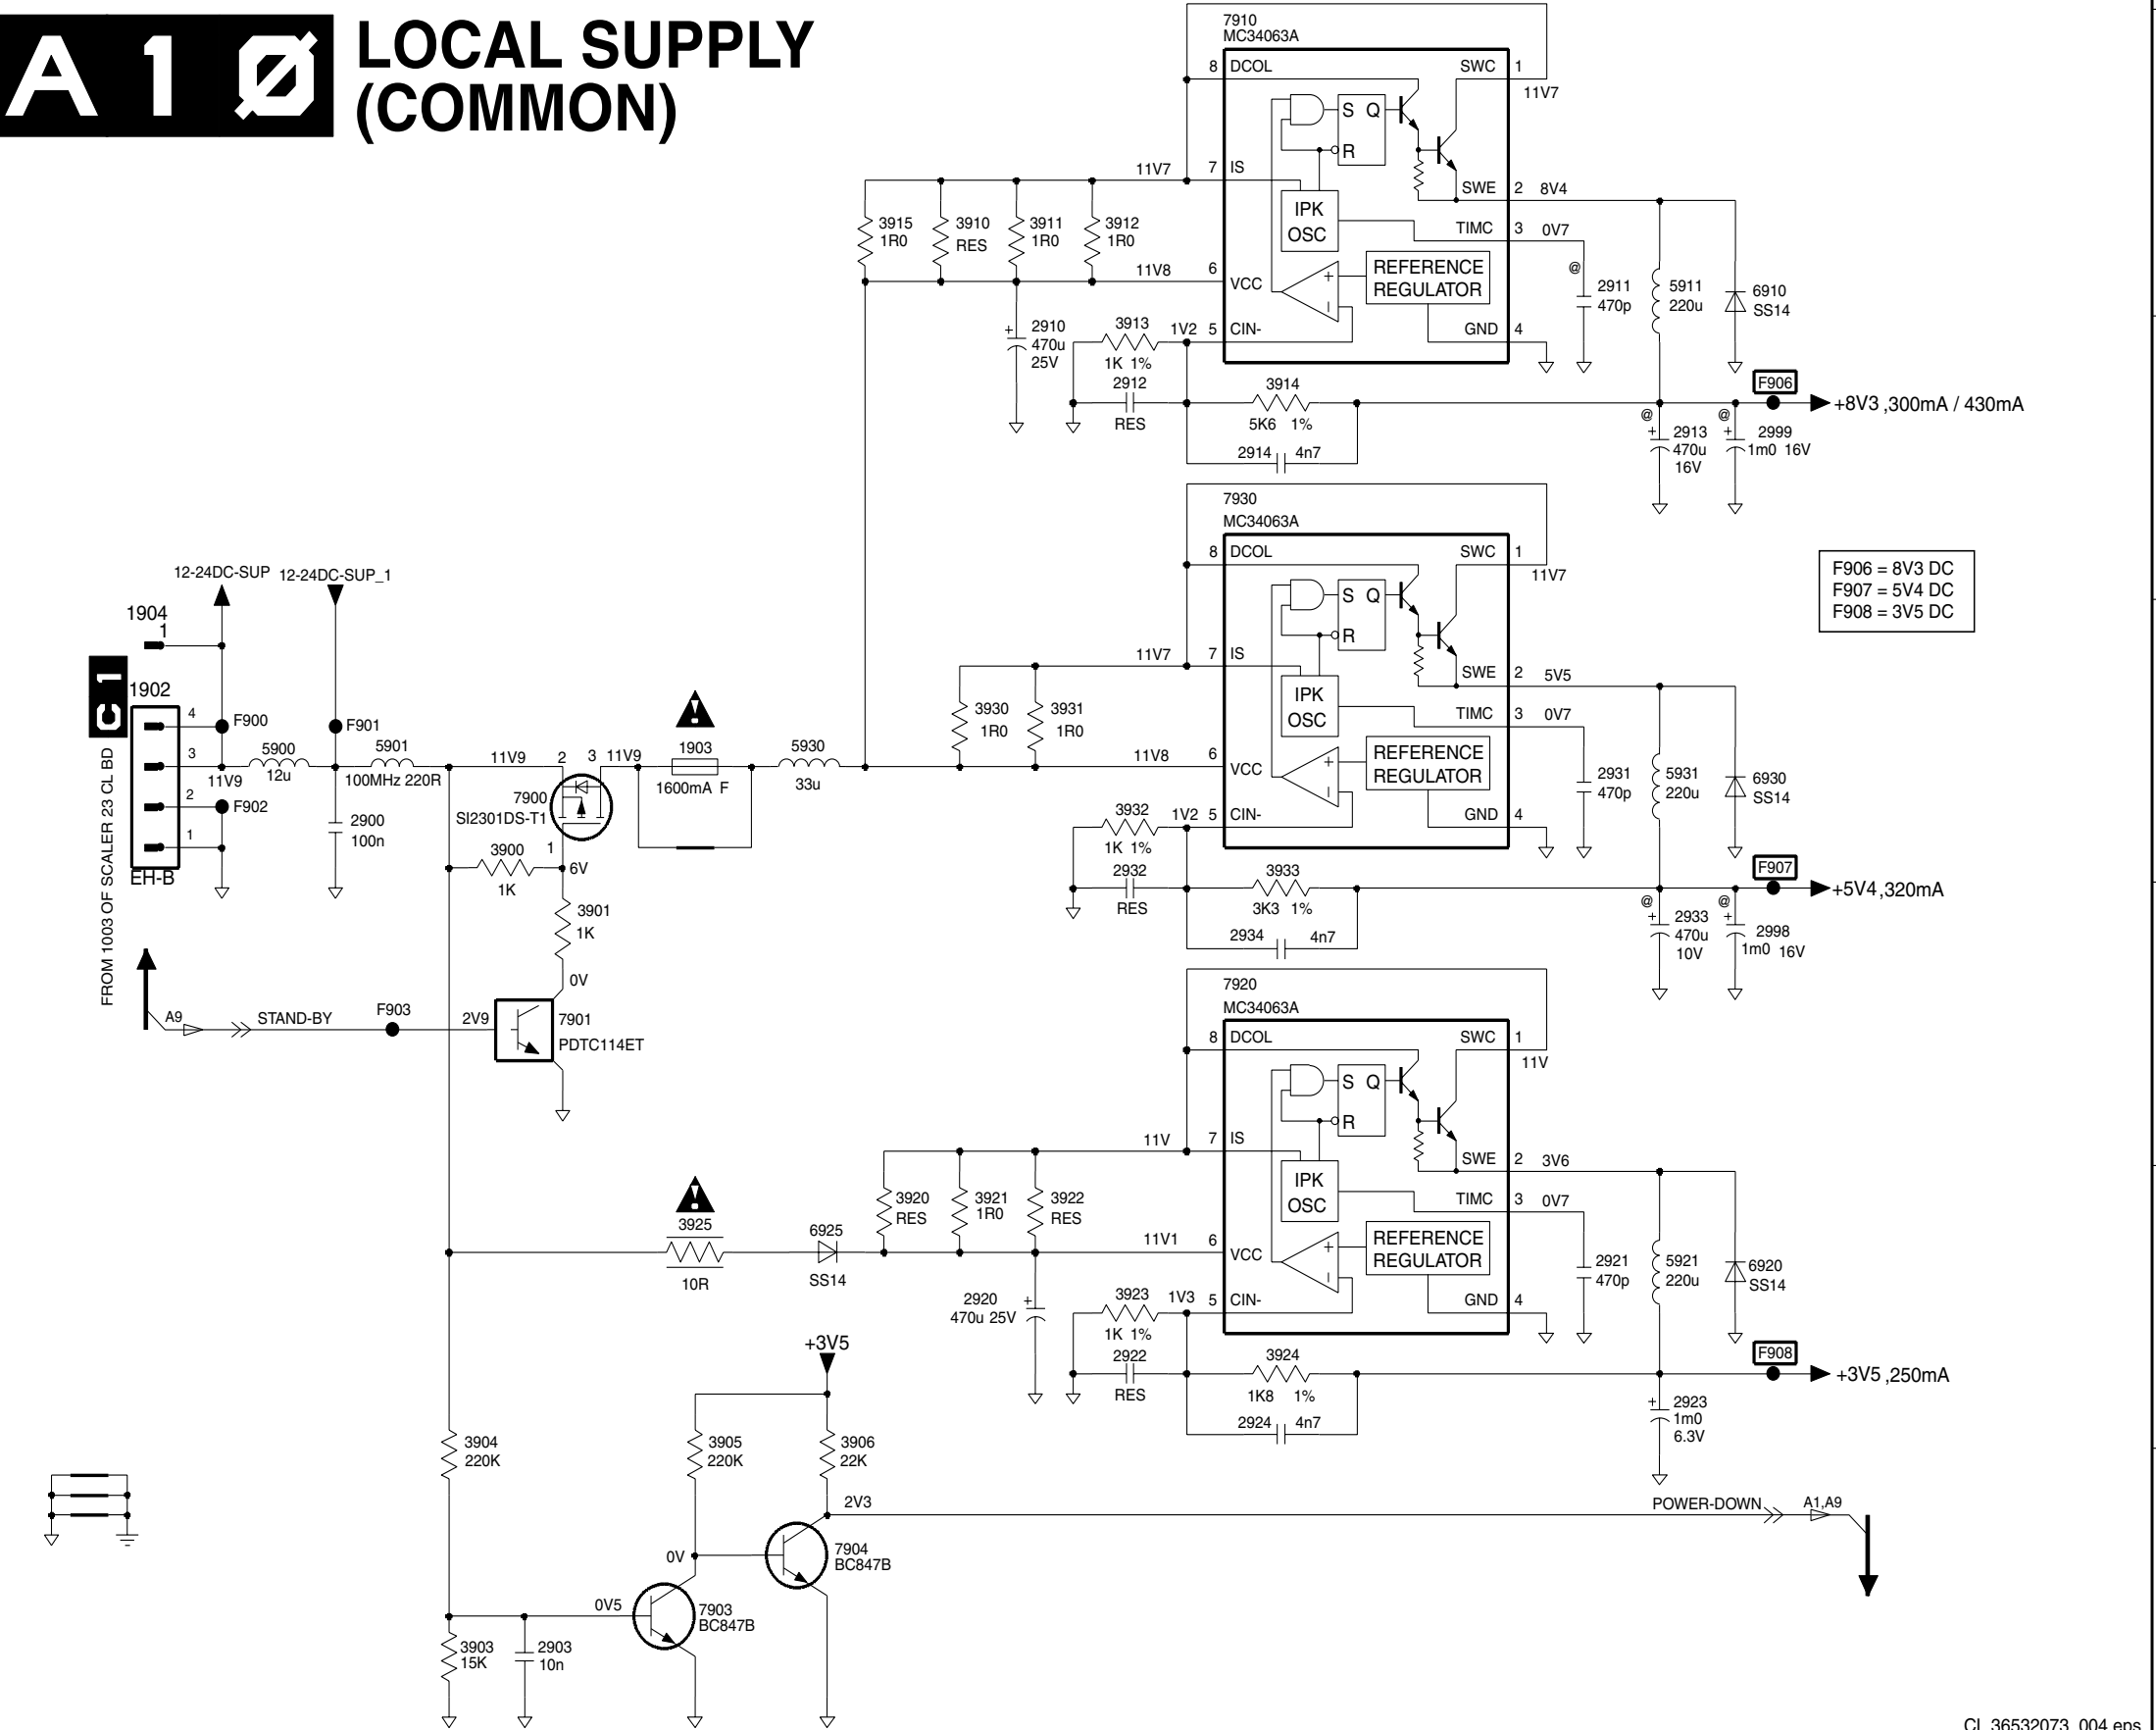 A 1 0
LOCAL SUPPLY
(COMMON)
7910
MC34063A
8 DCOL
SWC 1
11V7
S Q
R
11V7
7 IS
SWE 2 8V4
IPK
OSC
TIMC 3 0V7
3915
1R0
3910
RES
3911
1R0
3912
1R0
11V8
6
VCC
REFERENCE
REGULATOR
+
-
@
2911
470p
5911
220u
6910
SS14
+ 2910
470u
25V
3913
1K 1%
1V2 5 CIN-
GND 4
2912
RES
3914
5K6 1%
2914 4n7
F906
+8V3 ,300mA / 430mA
@
+ 2913
470u
16V
@
+ 2999
1m0 16V
7930
MC34063A
8 DCOL
SWC 1
11V7
S Q
R
11V7
7 IS
SWE 2 5V5
IPK
OSC
TIMC 3 0V7
3930
1R0
3931
1R0
11V8
6
VCC
REFERENCE
REGULATOR
+
-
2931
470p
5931
220u
6930
SS14
3932
1K 1%
1V2 5 CIN-
GND 4
2932
RES
3933
3K3 1%
2934 4n7
F907
+5V4,320mA
@
+ 2933
470u
10V
@
+ 2998
1m0 16V
F906 = 8V3 DC
F907 = 5V4 DC
F908 = 3V5 DC
12-24DC-SUP
12-24DC-SUP_1
1904
1
C 1
1902
4
F900
F901
3
11V9
5900
12u
5901
100MHz 220R
2
F902
1
EH-B
FROM 1003 OF SCALER 23 CL BD
2900
100n
11V9
2
3 11V9
7900
SI2301DS-T1
1
1903
1600mA F
5930
33u
3900
1K
6V
3901
1K
0V
A9
STAND-BY
F903
2V9
7901
PDTC114ET
7920
MC34063A
8 DCOL
SWC 1
11V
S Q
R
11V
7 IS
SWE 2 3V6
IPK
OSC
TIMC 3 0V7
3920
RES
3921
1R0
3922
RES
3925
10R
6925
SS14
11V1
6
VCC
REFERENCE
REGULATOR
+
-
2921
470p
5921
220u
6920
SS14
2920 +
470u 25V
3923
1K 1%
1V3 5 CIN-
GND 4
2922
RES
3924
1K8 1%
2924 4n7
F908
+3V5 ,250mA
+ 2923
1m0
6.3V
+3V5
3904
220K
3905
220K
3906
22K
2V3
POWER-DOWN
A1,A9
0V
7904
BC847B
0V5
7903
BC847B
3903
15K
2903
10n
CL 36532073_004.eps